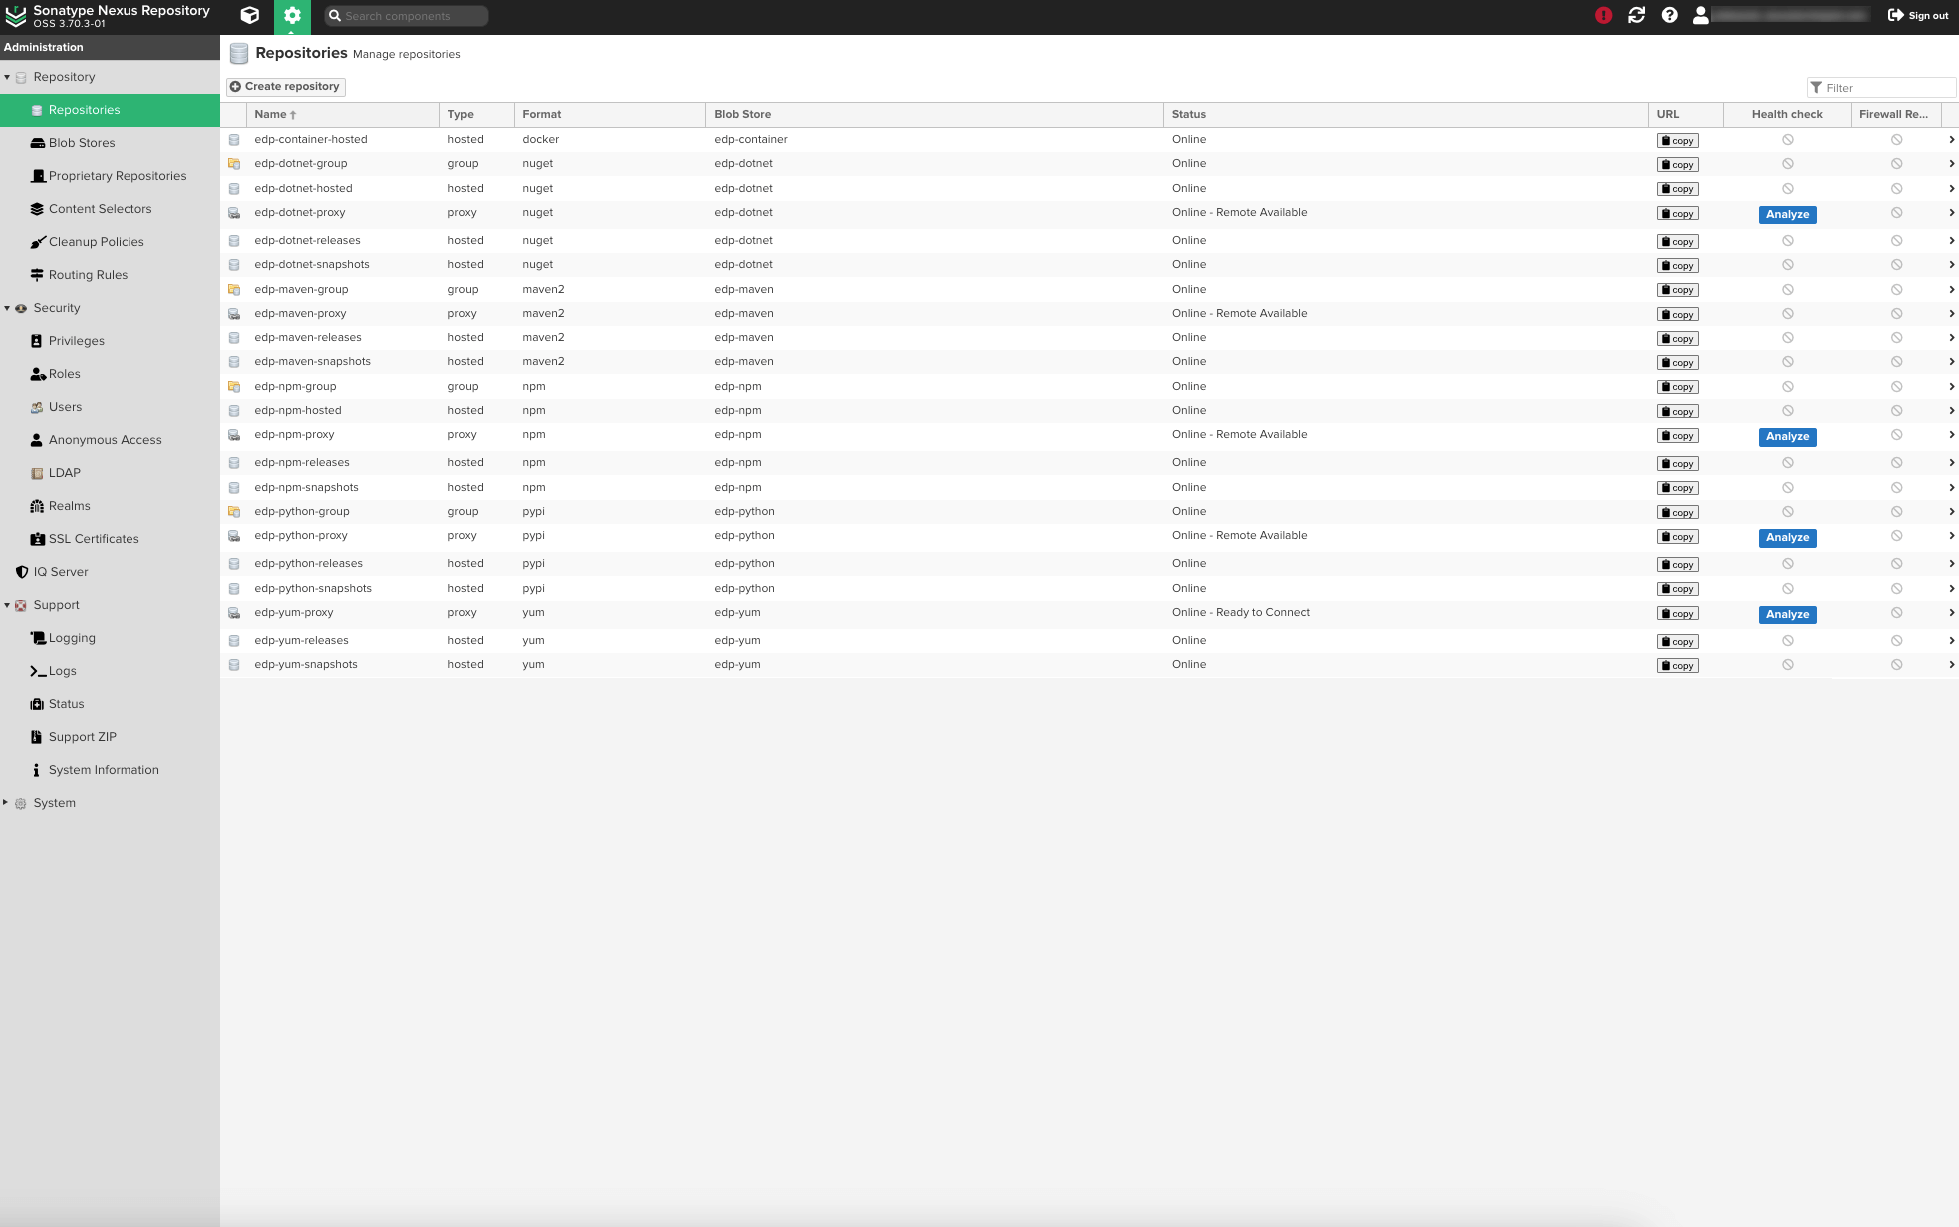 Sonatype Nexus Repository
OSS 3.70.3-01
Search components
Sign out
Administration
Repository
Repositories
Blob Stores
Proprietary Repositories
Content Selectors
Cleanup Policies
Routing Rules
Security
Privileges
Roles
Users
Anonymous Access
LDAP
Realms
SSL Certificates
IQ Server
Support
Logging
Logs
Status
Support ZIP
System Information
System
Repositories Manage repositories
Create repository
Filter
Name Type Format Blob Store Status URL Health check Firewall Re...
edp-container-hosted hosted docker edp-container Online copy
edp-dotnet-group group nuget edp-dotnet Online copy
edp-dotnet-hosted hosted nuget edp-dotnet Online copy
edp-dotnet-proxy proxy nuget edp-dotnet Online - Remote Available copy Analyze
edp-dotnet-releases hosted nuget edp-dotnet Online copy
edp-dotnet-snapshots hosted nuget edp-dotnet Online copy
edp-maven-group group maven2 edp-maven Online copy
edp-maven-proxy proxy maven2 edp-maven Online - Remote Available copy
edp-maven-releases hosted maven2 edp-maven Online copy
edp-maven-snapshots hosted maven2 edp-maven Online copy
edp-npm-group group npm edp-npm Online copy
edp-npm-hosted hosted npm edp-npm Online copy
edp-npm-proxy proxy npm edp-npm Online - Remote Available copy Analyze
edp-npm-releases hosted npm edp-npm Online copy
edp-npm-snapshots hosted npm edp-npm Online copy
edp-python-group group pypi edp-python Online copy
edp-python-proxy proxy pypi edp-python Online - Remote Available copy Analyze
edp-python-releases hosted pypi edp-python Online copy
edp-python-snapshots hosted pypi edp-python Online copy
edp-yum-proxy proxy yum edp-yum Online - Ready to Connect copy Analyze
edp-yum-releases hosted yum edp-yum Online copy
edp-yum-snapshots hosted yum edp-yum Online copy